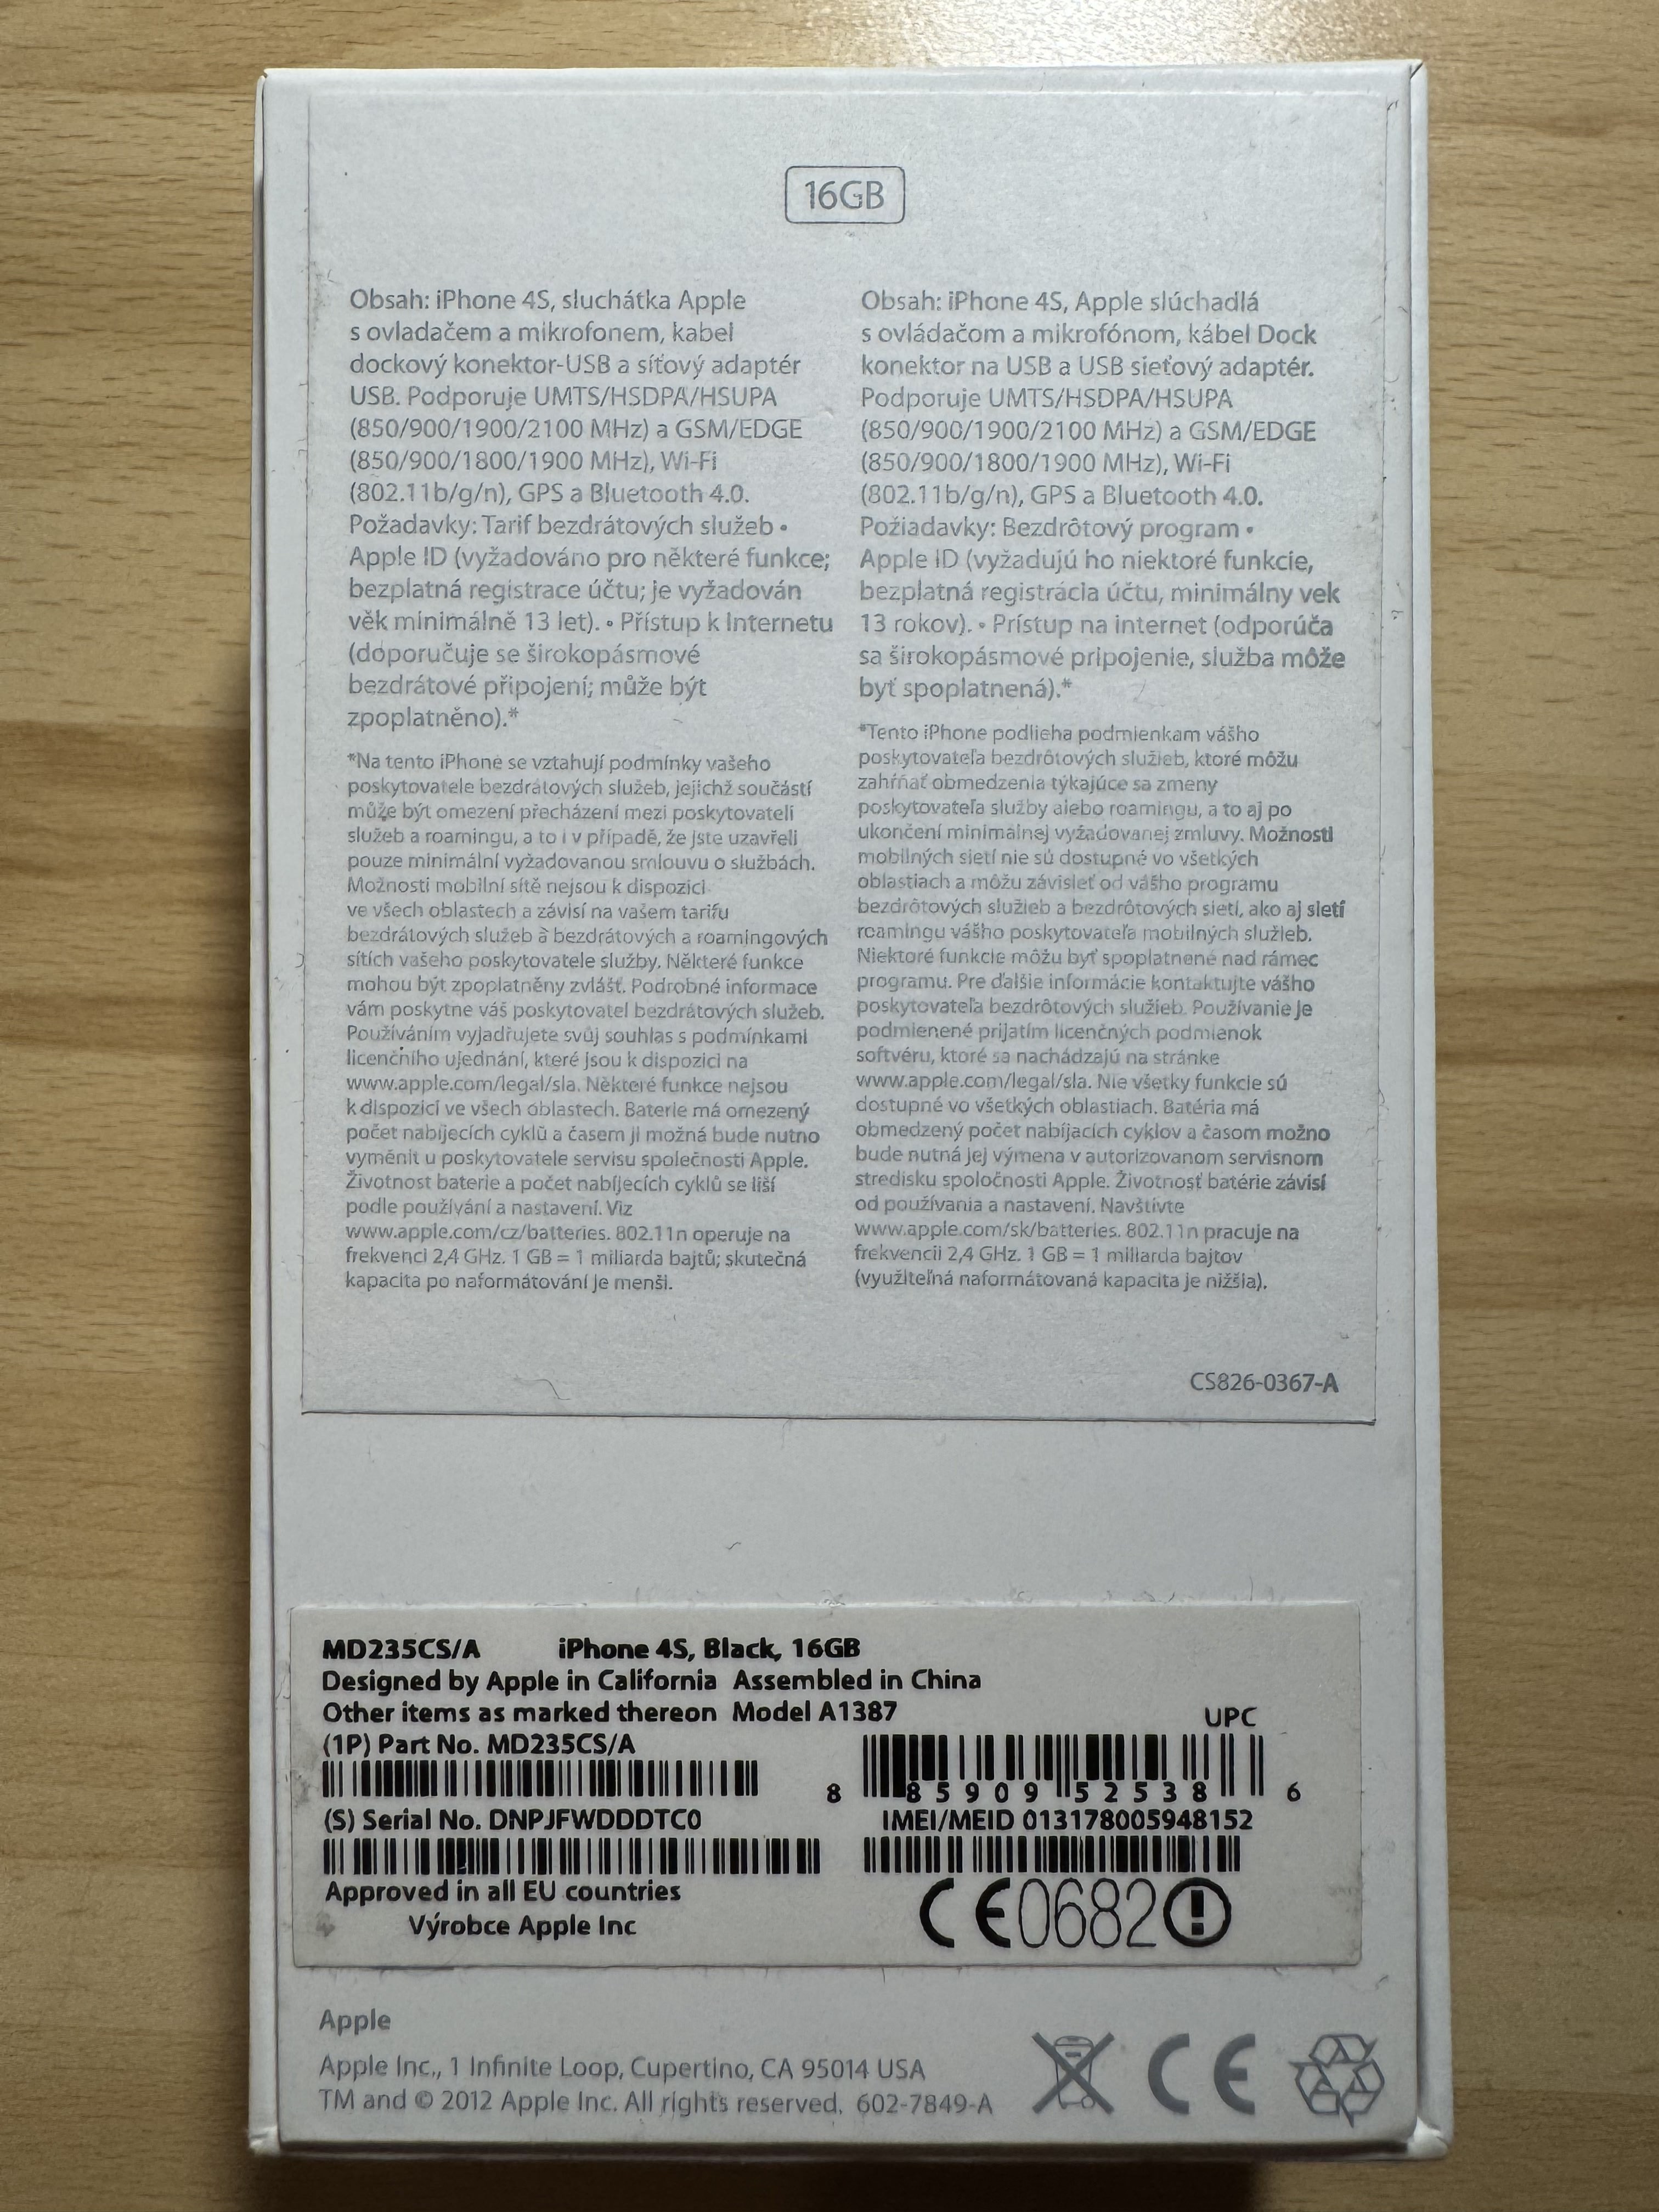 16GB
Obsah: iPhone 4S, sluchátka Apple
s ovladačem a mikrofonem, kabel
dockový konektor-USB a síťový adaptér
USB. Podporuje UMTS/HSDPA/HSUPA
(850/900/1900/2100 MHz) a GSM/EDGE
(850/900/1800/1900 MHz), Wi-Fi
(802.11b/g/n), GPS a Bluetooth 4.0.
Požadavky: Tarif bezdrátových služeb •
Apple ID (vyžadováno pro některé funkce;
bezplatná registrace účtu; je vyžadován
věk minimálně 13 let). • Přístup k Internetu
(doporučuje se širokopásmové
bezdrátové připojení; může být
zpoplatněno).*
*Na tento iPhone se vztahují podmínky vašeho
poskytovatele bezdrátových služeb, jejichž součástí
může být omezení přecházení mezi poskytovateli
služeb a roamingu, a to i v případě, že jste uzavřeli
pouze minimální vyžadovanou smlouvu o službách.
Možnosti mobilní sítě nejsou k dispozici
ve všech oblastech a závisí na vašem tarifu
bezdrátových služeb a bezdrátových a roamingových
sítích vašeho poskytovatele služby. Některé funkce
mohou být zpoplatněny zvlášť. Podrobné informace
vám poskytne váš poskytovatel bezdrátových služeb.
Používáním vyjadřujete svůj souhlas s podmínkami
licenčního ujednání, které jsou k dispozici na
www.apple.com/legal/sla. Některé funkce nejsou
k dispozici ve všech oblastech. Baterie má omezený
počet nabíjecích cyklů a časem ji možná bude nutno
vyměnit u poskytovatele servisu společnosti Apple.
Životnost baterie a počet nabíjecích cyklů se liší
podle používání a nastavení. Viz
www.apple.com/cz/batteries. 802.11n operuje na
frekvenci 2,4 GHz. 1 GB = 1 miliarda bajtů; skutečná
kapacita po naformátování je menší.
Obsah: iPhone 4S, Apple slúchadlá
s ovládačom a mikrofónom, kábel Dock
konektor na USB a USB sieťový adaptér.
Podporuje UMTS/HSDPA/HSUPA
(850/900/1900/2100 MHz) a GSM/EDGE
(850/900/1800/1900 MHz), Wi-Fi
(802.11b/g/n), GPS a Bluetooth 4.0.
Požiadavky: Bezdrôtový program •
Apple ID (vyžadujú ho niektoré funkcie,
bezplatná registrácia účtu, minimálny vek
13 rokov). • Prístup na internet (odporúča
sa širokopásmové pripojenie, služba môže
byť spoplatnená).*
*Tento iPhone podlieha podmienkam vášho
poskytovateľa bezdrôtových služieb, ktoré môžu
zahŕňať obmedzenia týkajúce sa zmeny
poskytovateľa služby alebo roamingu, a to aj po
ukončení minimálnej vyžadovanej zmluvy. Možnosti
mobilných sietí nie sú dostupné vo všetkých
oblastiach a môžu závisieť od vášho programu
bezdrôtových služieb a bezdrôtových sietí, ako aj sietí
roamingu vášho poskytovateľa mobilných služieb.
Niektoré funkcie môžu byť spoplatnené nad rámec
programu. Pre ďalšie informácie kontaktujte vášho
poskytovateľa bezdrôtových služieb. Používanie je
podmienené prijatím licenčných podmienok
softvéru, ktoré sa nachádzajú na stránke
www.apple.com/legal/sla. Nie všetky funkcie sú
dostupné vo všetkých oblastiach. Batéria má
obmedzený počet nabíjacích cyklov a časom možno
bude nutná jej výmena v autorizovanom servisnom
stredisku spoločnosti Apple. Životnosť batérie závisí
od používania a nastavení. Navštívte
www.apple.com/sk/batteries. 802.11n pracuje na
frekvencii 2,4 GHz. 1 GB = 1 miliarda bajtov
(využiteľná naformátovaná kapacita je nižšia).
CS826-0367-A
MD235CS/A iPhone 4S, Black, 16GB
Designed by Apple in California Assembled in China
Other items as marked thereon Model A1387
(1P) Part No. MD235CS/A
UPC
8 85909 52538 6
(S) Serial No. DNPJFWDDDTC0
IMEI/MEID 013178005948152
Approved in all EU countries
Výrobce Apple Inc
CE0682
Apple
Apple Inc., 1 Infinite Loop, Cupertino, CA 95014 USA
TM and © 2012 Apple Inc. All rights reserved. 602-7849-A
CE